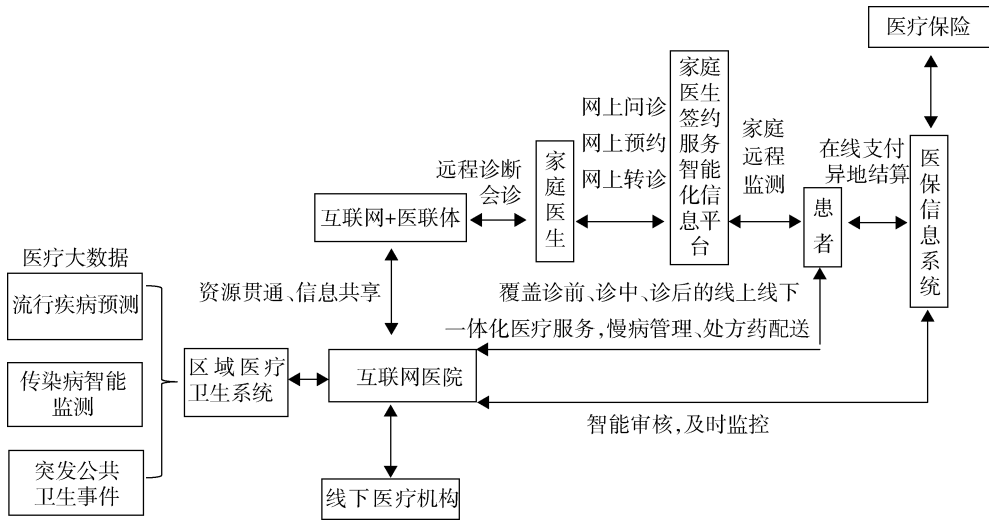 医疗保险
家庭
医生
签约
服务
智能
化信
息平
台
网上问诊
网上预约
网上转诊
家庭
远程
监测
在线支付
异地结算
医保信息系统
远程诊断
会诊
家庭医生
互联网+医联体
患者
医疗大数据
流行疾病预测
资源贯通、信息共享
覆盖诊前、诊中、诊后的线上线下
一体化医疗服务,慢病管理、处方药配送
传染病智能
监测
区域医疗
卫生系统
互联网医院
智能审核,及时监控
突发公共
卫生事件
线下医疗机构